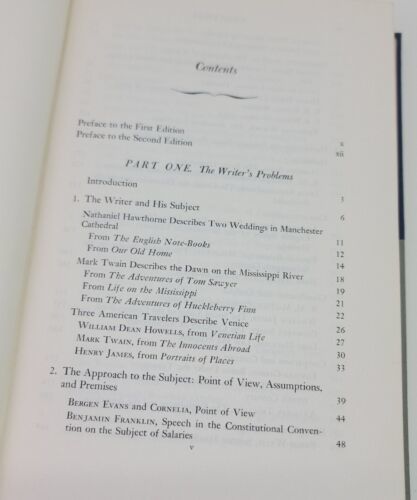 Contents
Preface to the First Edition x
Preface to the Second Edition xii
PART ONE. The Writer's Problems
Introduction 3
1. The Writer and His Subject 6
Nathaniel Hawthorne Describes Two Weddings in Manchester
Cathedral 11
From The English Note-Books 12
From Our Old Home 14
Mark Twain Describes the Dawn on the Mississippi River 18
From The Adventures of Tom Sawyer 19
From Life on the Mississippi 21
From The Adventures of Huckleberry Finn 22
Three American Travelers Describe Venice 26
WILLIAM DEAN HOWELLS, from Venetian Life 27
MARK TWAIN, from The Innocents Abroad 30
HENRY JAMES, from Portraits of Places 33
2. The Approach to the Subject: Point of View, Assumptions,
and Premises 39
BERGEN EVANS and CORNELIA, Point of View 44
BENJAMIN FRANKLIN, Speech in the Constitutional Conven-
tion on the Subject of Salaries 48
v